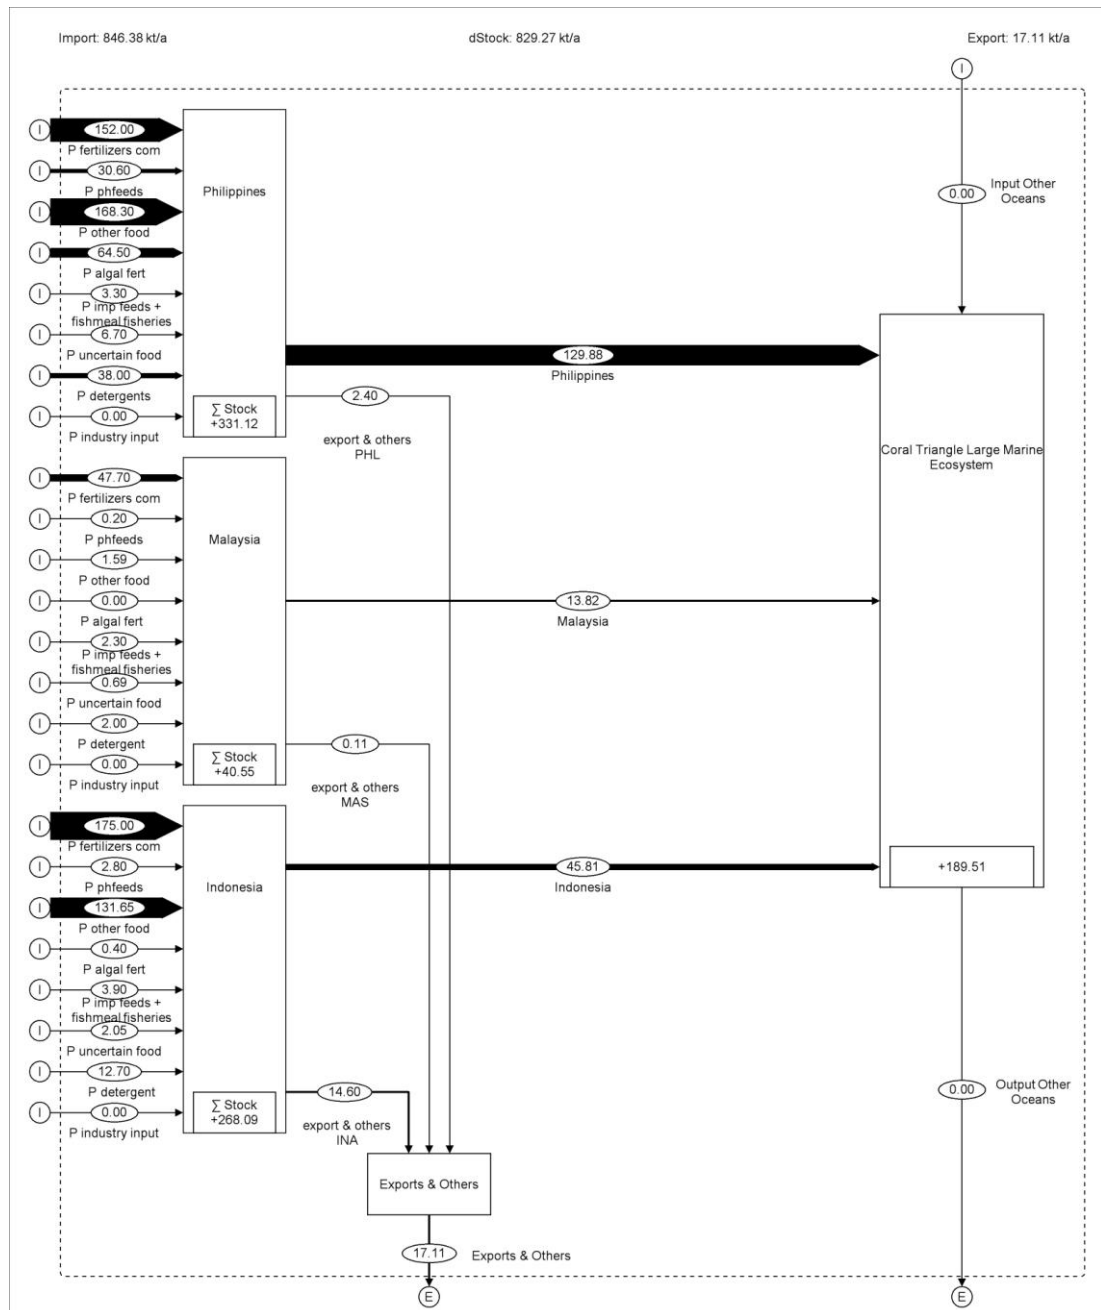 Import: 846.38 kt/a
dStock: 829.27 kt/a
Export: 17.11 kt/a
I
I
152.00
P fertilizers com
I
30.60
P phfeeds
I
168.30
P other food
I
64.50
P algal fert
I
3.30
P imp feeds +
fishmeal fisheries
I
6.70
P uncertain food
I
38.00
P detergents
I
0.00
P industry input
Philippines
∑ Stock
+331.12
129.88
Philippines
2.40
export & others
PHL
0.00
Input Other
Oceans
Coral Triangle Large Marine
Ecosystem
I
47.70
P fertilizers com
I
0.20
P phfeeds
I
1.59
P other food
I
0.00
P algal fert
I
2.30
P imp feeds +
fishmeal fisheries
I
0.69
P uncertain food
I
2.00
P detergent
I
0.00
P industry input
Malaysia
∑ Stock
+40.55
13.82
Malaysia
0.11
export & others
MAS
I
175.00
P fertilizers com
I
2.80
P phfeeds
I
131.65
P other food
I
0.40
P algal fert
I
3.90
P imp feeds +
fishmeal fisheries
I
2.05
P uncertain food
I
12.70
P detergent
I
0.00
P industry input
Indonesia
∑ Stock
+268.09
45.81
Indonesia
+189.51
14.60
export & others
INA
0.00
Output Other
Oceans
Exports & Others
17.11
Exports & Others
E
E